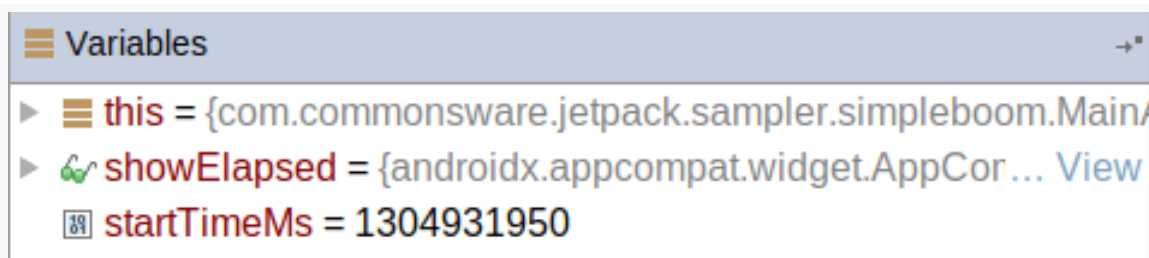 Variables
this = {com.commonsware.jetpack.sampler.simpleboom.MainA
showElapsed = {androidx.appcompat.widget.AppCor… View
startTimeMs = 1304931950